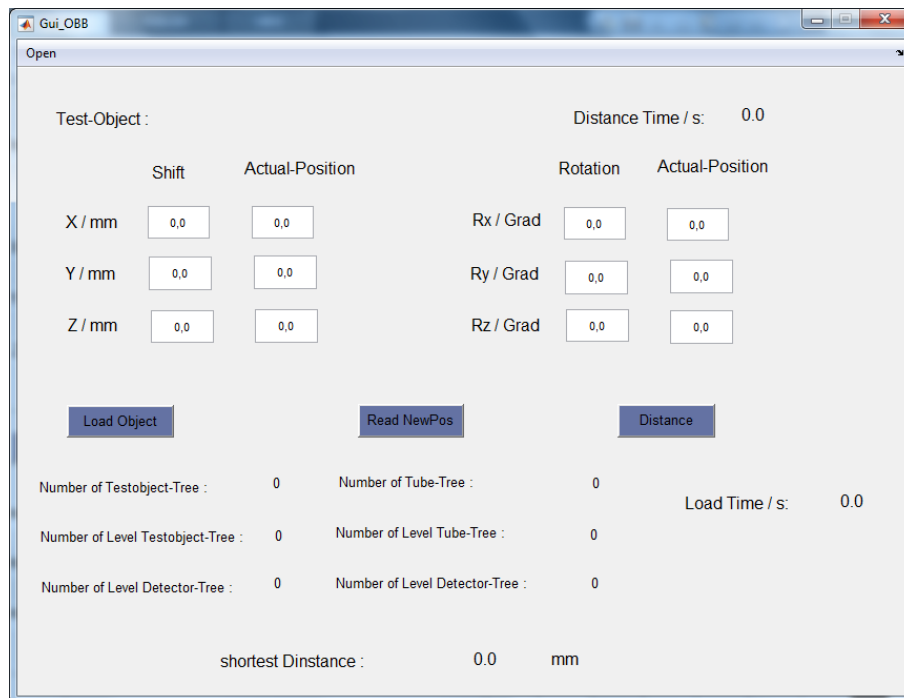 Gui_OBB
Open
Test-Object :
Distance Time / s: 0.0
Shift Actual-Position Rotation Actual-Position
X / mm 0,0 0,0 Rx / Grad 0,0 0,0
Y / mm 0,0 0,0 Ry / Grad 0,0 0,0
Z / mm 0,0 0,0 Rz / Grad 0,0 0,0
Load Object Read NewPos Distance
Number of Testobject-Tree : 0 Number of Tube-Tree : 0
Load Time / s: 0.0
Number of Level Testobject-Tree : 0 Number of Level Tube-Tree : 0
Number of Level Detector-Tree : 0 Number of Level Detector-Tree : 0
shortest Dinstance : 0.0 mm